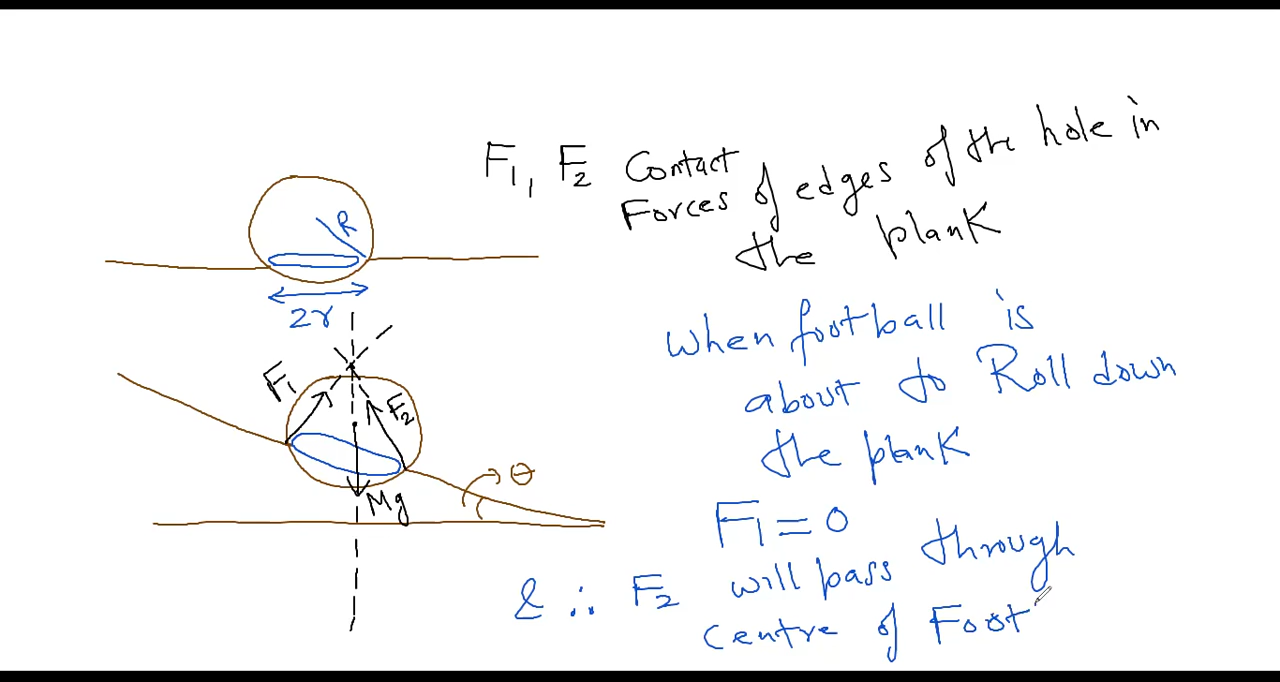 F₁, F₂ Contact
Forces of edges of the hole in
the plank
R
2r
When football is
about to Roll down
the plank
F₁
F₂
θ
Mg
F₁ = 0
& ∴ F₂ will pass through
Centre of Foot